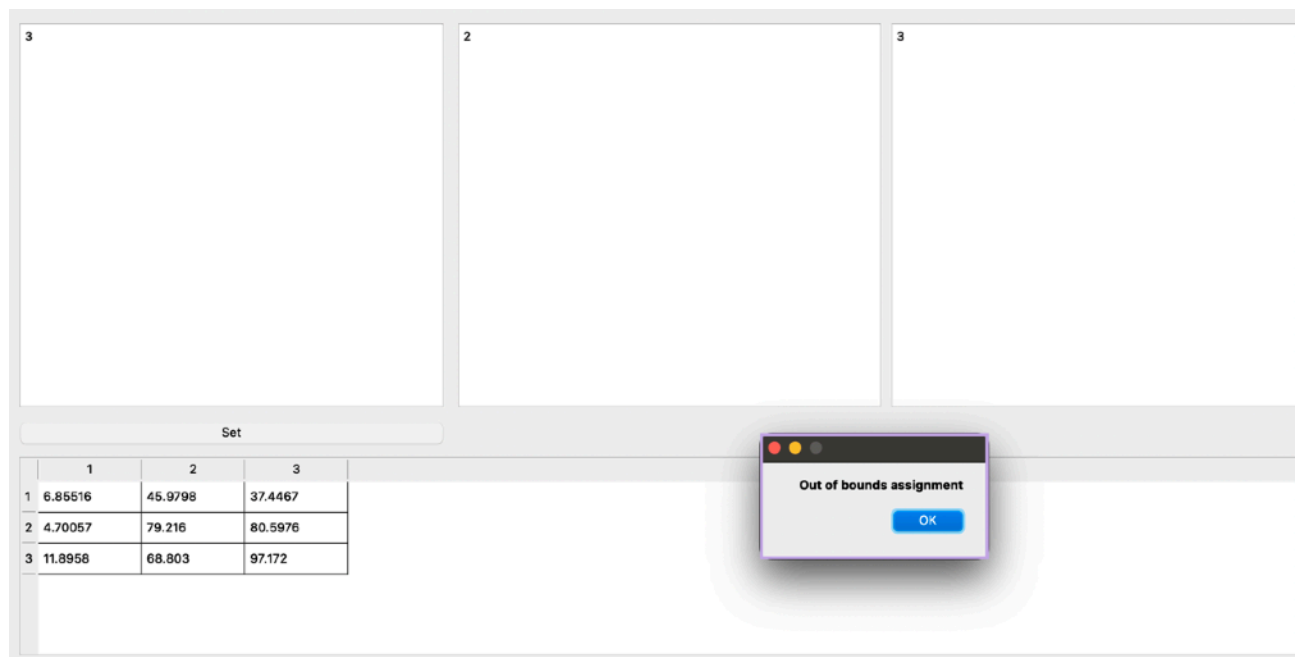 3 2 3
Set
Out of bounds assignment
OK
1 2 3
1 6.85516 45.9798 37.4467
2 4.70057 79.216 80.5976
3 11.8958 68.803 97.172